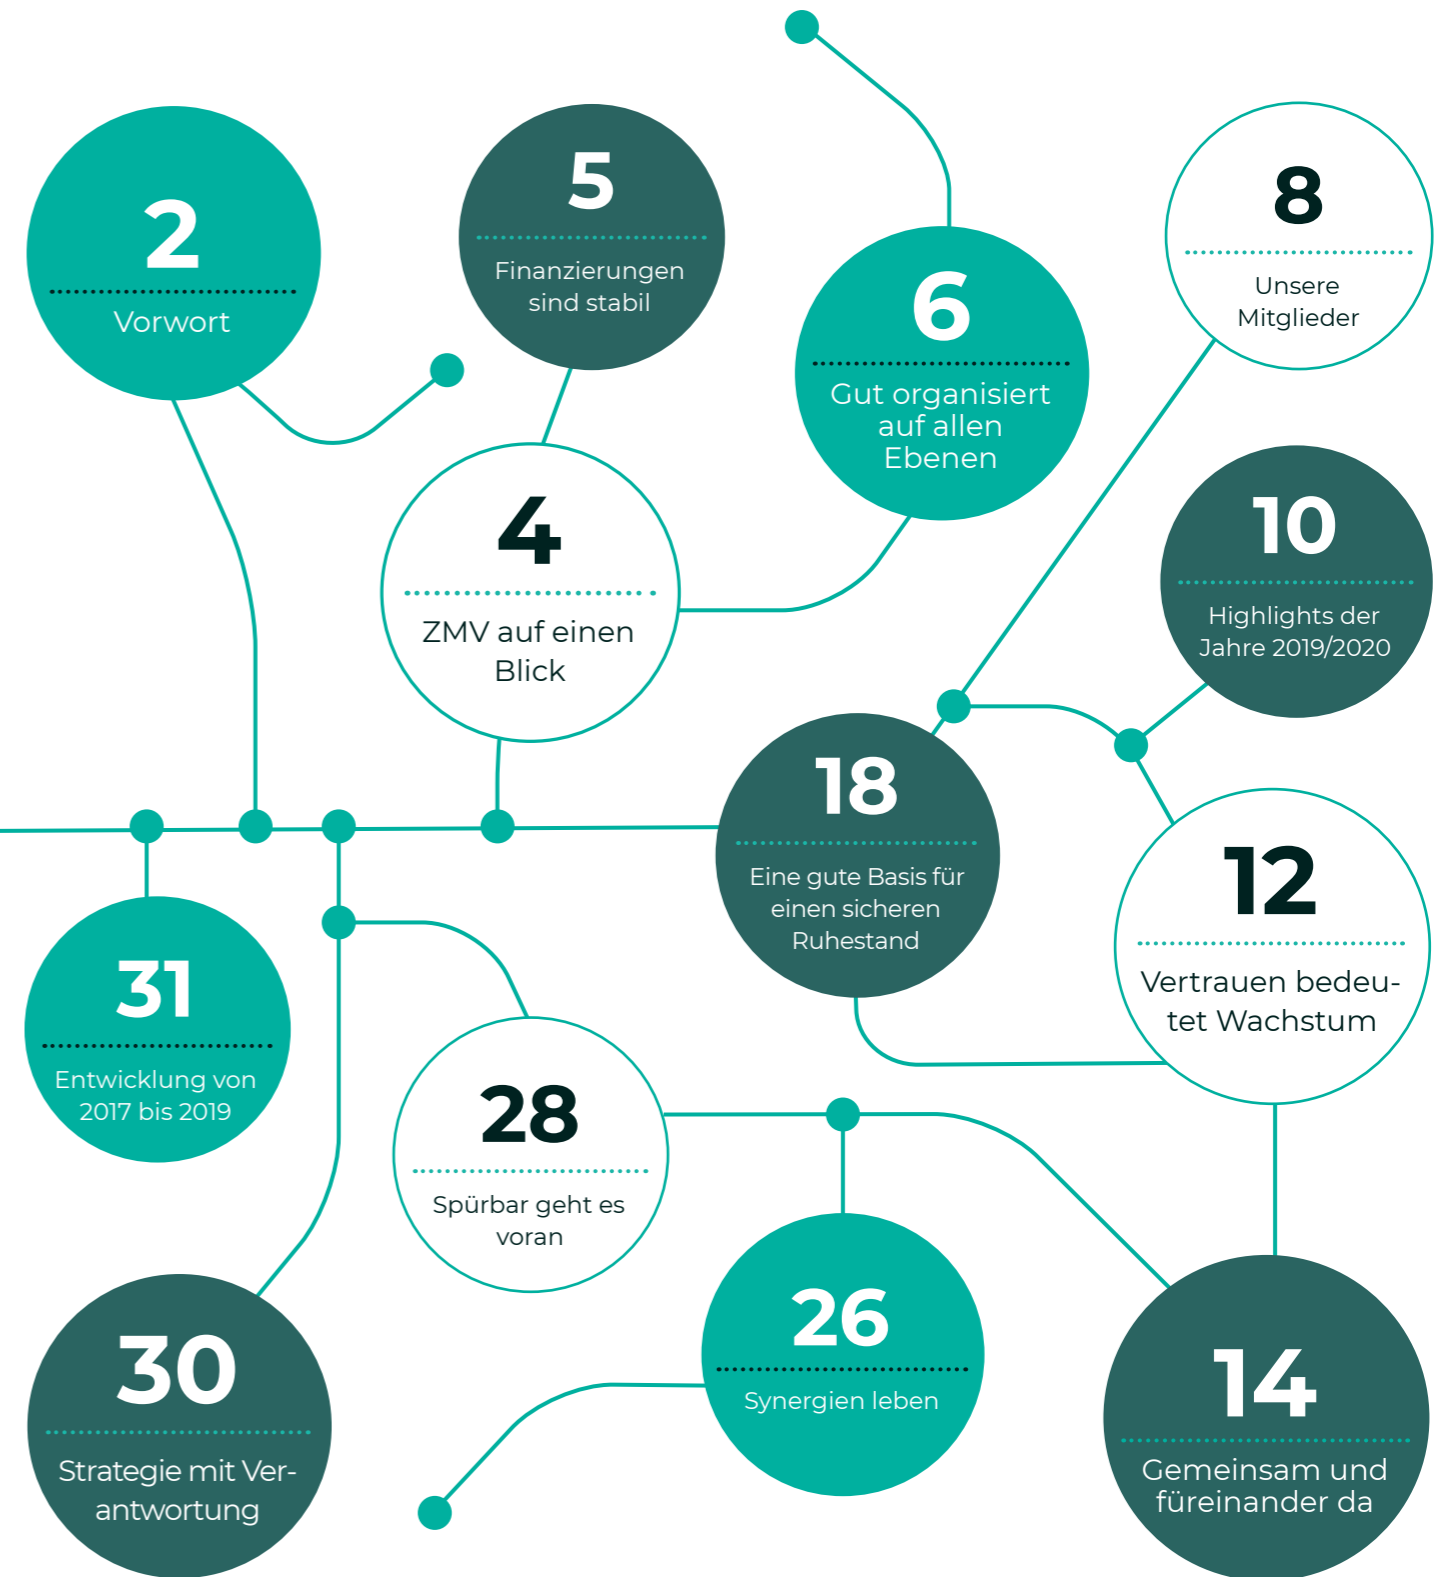 2
Vorwort
5
Finanzierungen
sind stabil
6
Gut organisiert
auf allen
Ebenen
8
Unsere
Mitglieder
4
ZMV auf einen
Blick
10
Highlights der
Jahre 2019/2020
18
Eine gute Basis für
einen sicheren
Ruhestand
12
Vertrauen bedeu-
tet Wachstum
31
Entwicklung von
2017 bis 2019
28
Spürbar geht es
voran
26
Synergien leben
30
Strategie mit Ver-
antwortung
14
Gemeinsam und
füreinander da